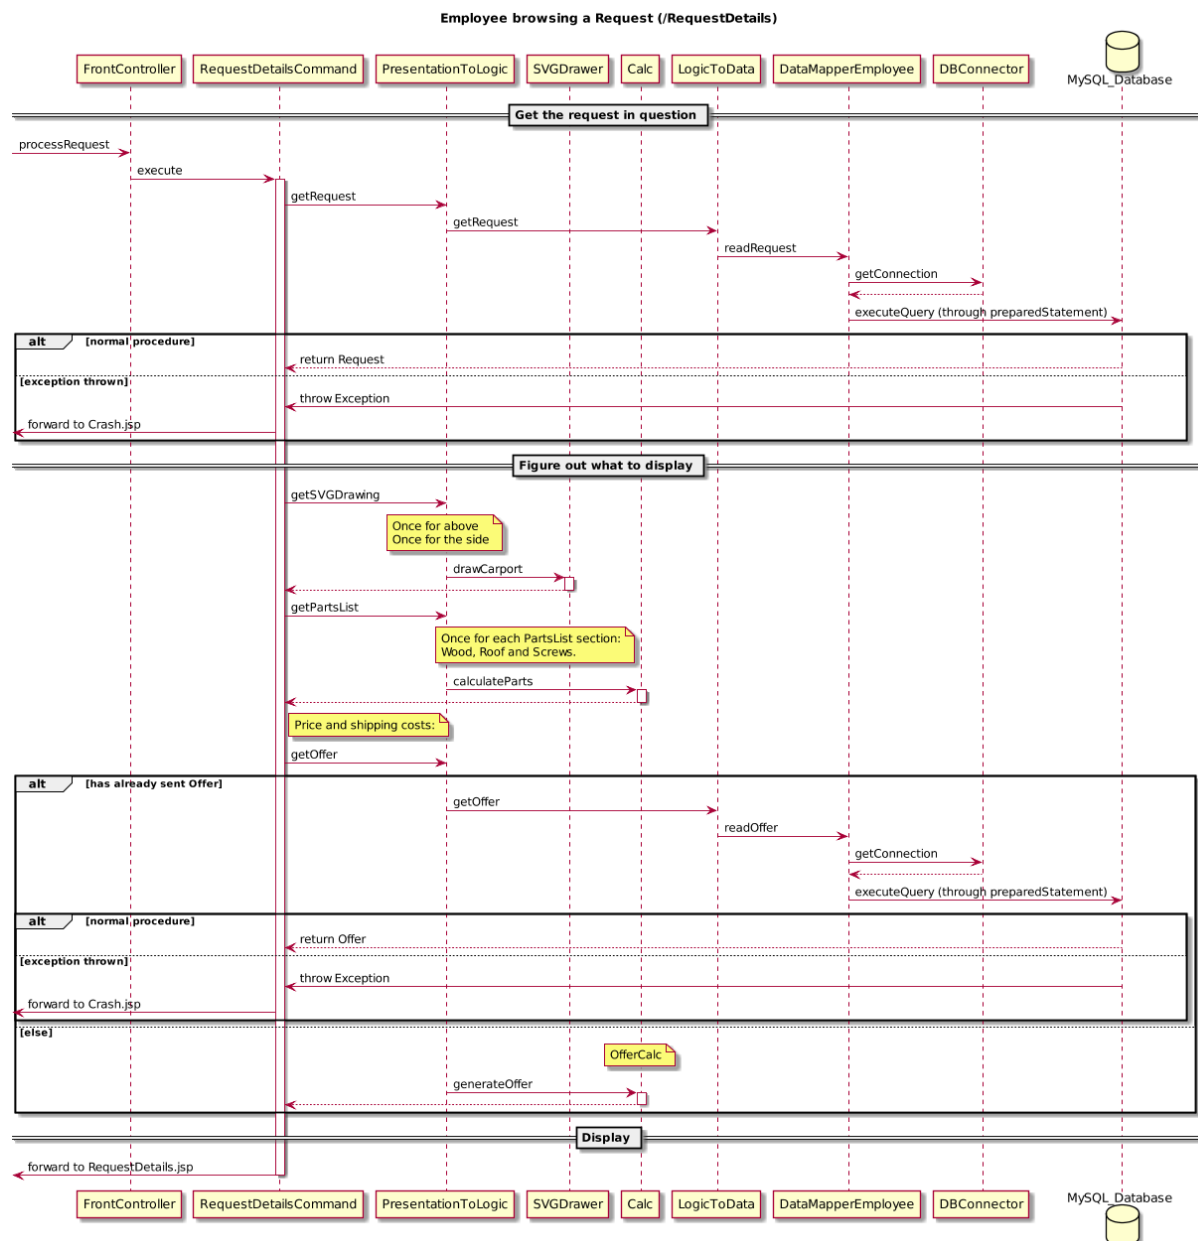 Employee browsing a Request (/RequestDetails)
FrontController
RequestDetailsCommand
PresentationToLogic
SVGDrawer
Calc
LogicToData
DataMapperEmployee
DBConnector
MySQL_Database
Get the request in question
processRequest
execute
getRequest
getRequest
readRequest
getConnection
executeQuery (through preparedStatement)
alt [normal procedure]
return Request
[exception thrown]
throw Exception
forward to Crash.jsp
Figure out what to display
getSVGDrawing
Once for above
Once for the side
drawCarport
getPartsList
Once for each PartsList section:
Wood, Roof and Screws.
calculateParts
Price and shipping costs:
getOffer
alt [has already sent Offer]
getOffer
readOffer
getConnection
executeQuery (through preparedStatement)
alt [normal procedure]
return Offer
[exception thrown]
throw Exception
forward to Crash.jsp
[else]
OfferCalc
generateOffer
Display
forward to RequestDetails.jsp
FrontController
RequestDetailsCommand
PresentationToLogic
SVGDrawer
Calc
LogicToData
DataMapperEmployee
DBConnector
MySQL_Database